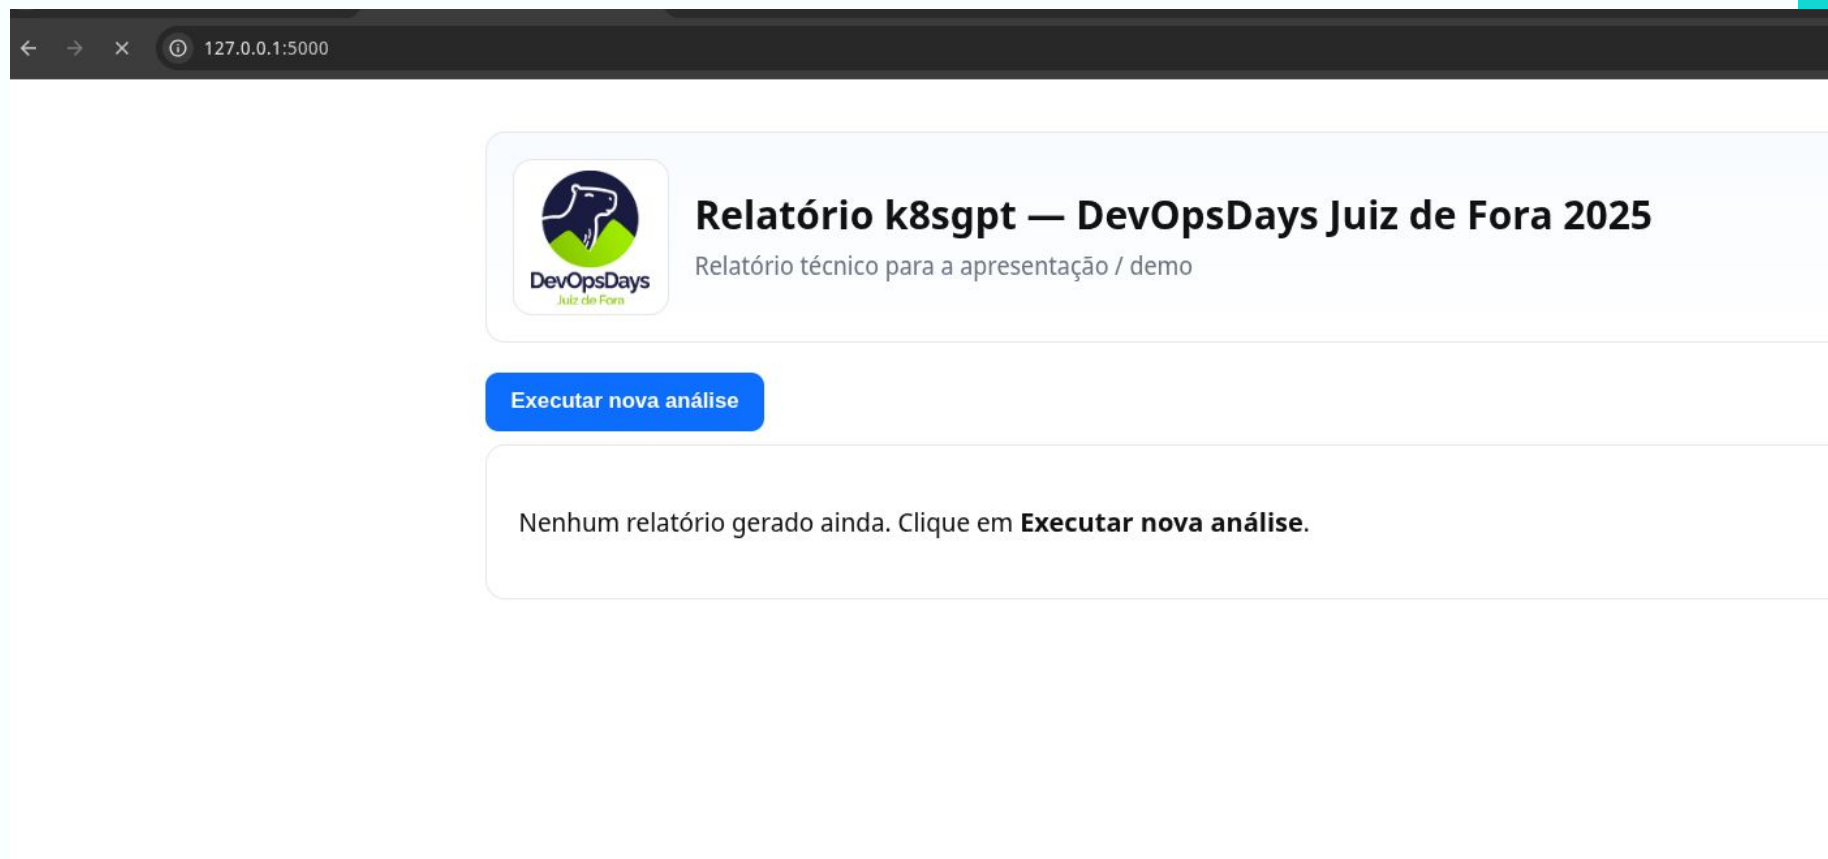 127.0.0.1:5000
DevOpsDays
Juiz de Fora
Relatório k8sgpt — DevOpsDays Juiz de Fora 2025
Relatório técnico para a apresentação / demo
Executar nova análise
Nenhum relatório gerado ainda. Clique em Executar nova análise.